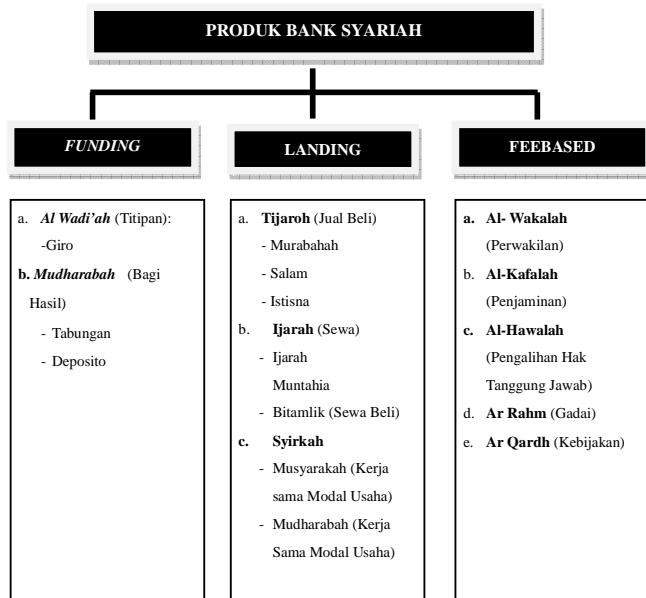 PRODUK BANK SYARIAH
FUNDING
LANDING
FEEBASED
a. Al Wadi'ah (Titipan):
-Giro
b. Mudharabah (Bagi
Hasil)
- Tabungan
- Deposito
a. Tijaroh (Jual Beli)
- Murabahah
- Salam
- Istisna
b. Ijarah (Sewa)
- Ijarah
Muntahia
- Bitamlik (Sewa Beli)
c. Syirkah
- Musyarakah (Kerja
sama Modal Usaha)
- Mudharabah (Kerja
Sama Modal Usaha)
a. Al- Wakalah
(Perwakilan)
b. Al-Kafalah
(Penjaminan)
c. Al-Hawalah
(Pengalihan Hak
Tanggung Jawab)
d. Ar Rahm (Gadai)
e. Ar Qardh (Kebijakan)